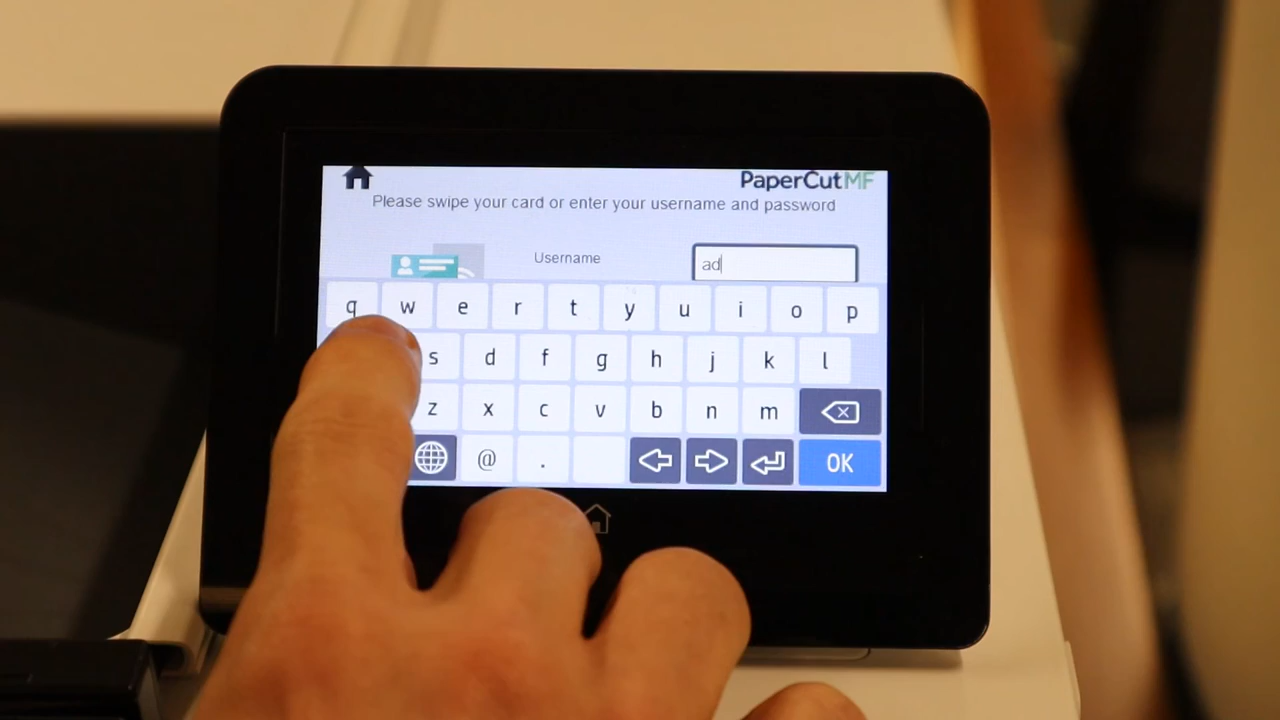 PaperCutMF
Please swipe your card or enter your username and password
Username
ad
q w e r t y u i o p
s d f g h j k l
z x c v b n m
@ . OK